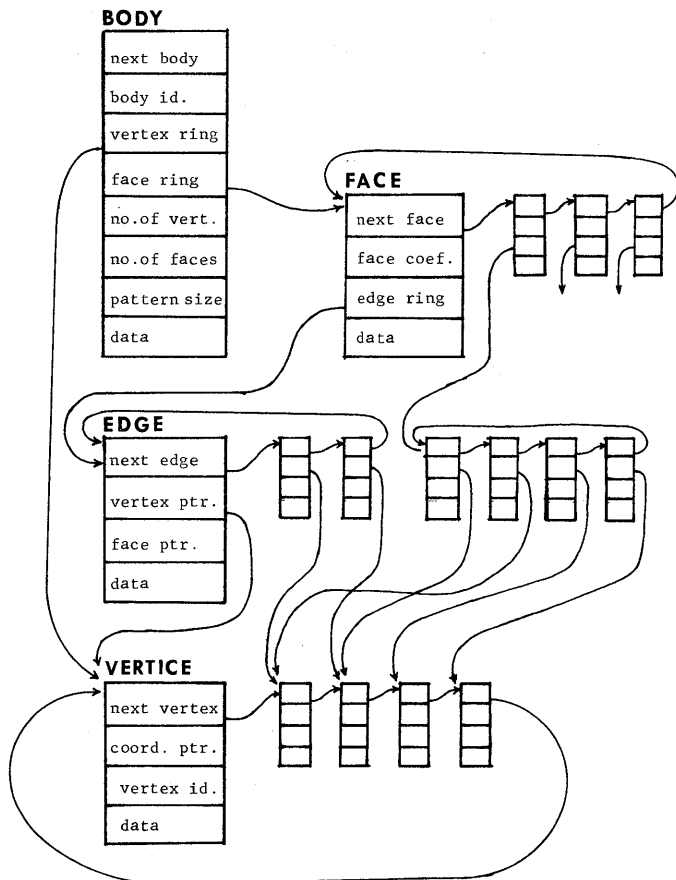 BODY
next body
body id.
vertex ring
face ring
no.of vert.
no.of faces
pattern size
data
FACE
next face
face coef.
edge ring
data
EDGE
next edge
vertex ptr.
face ptr.
data
VERTICE
next vertex
coord. ptr.
vertex id.
data